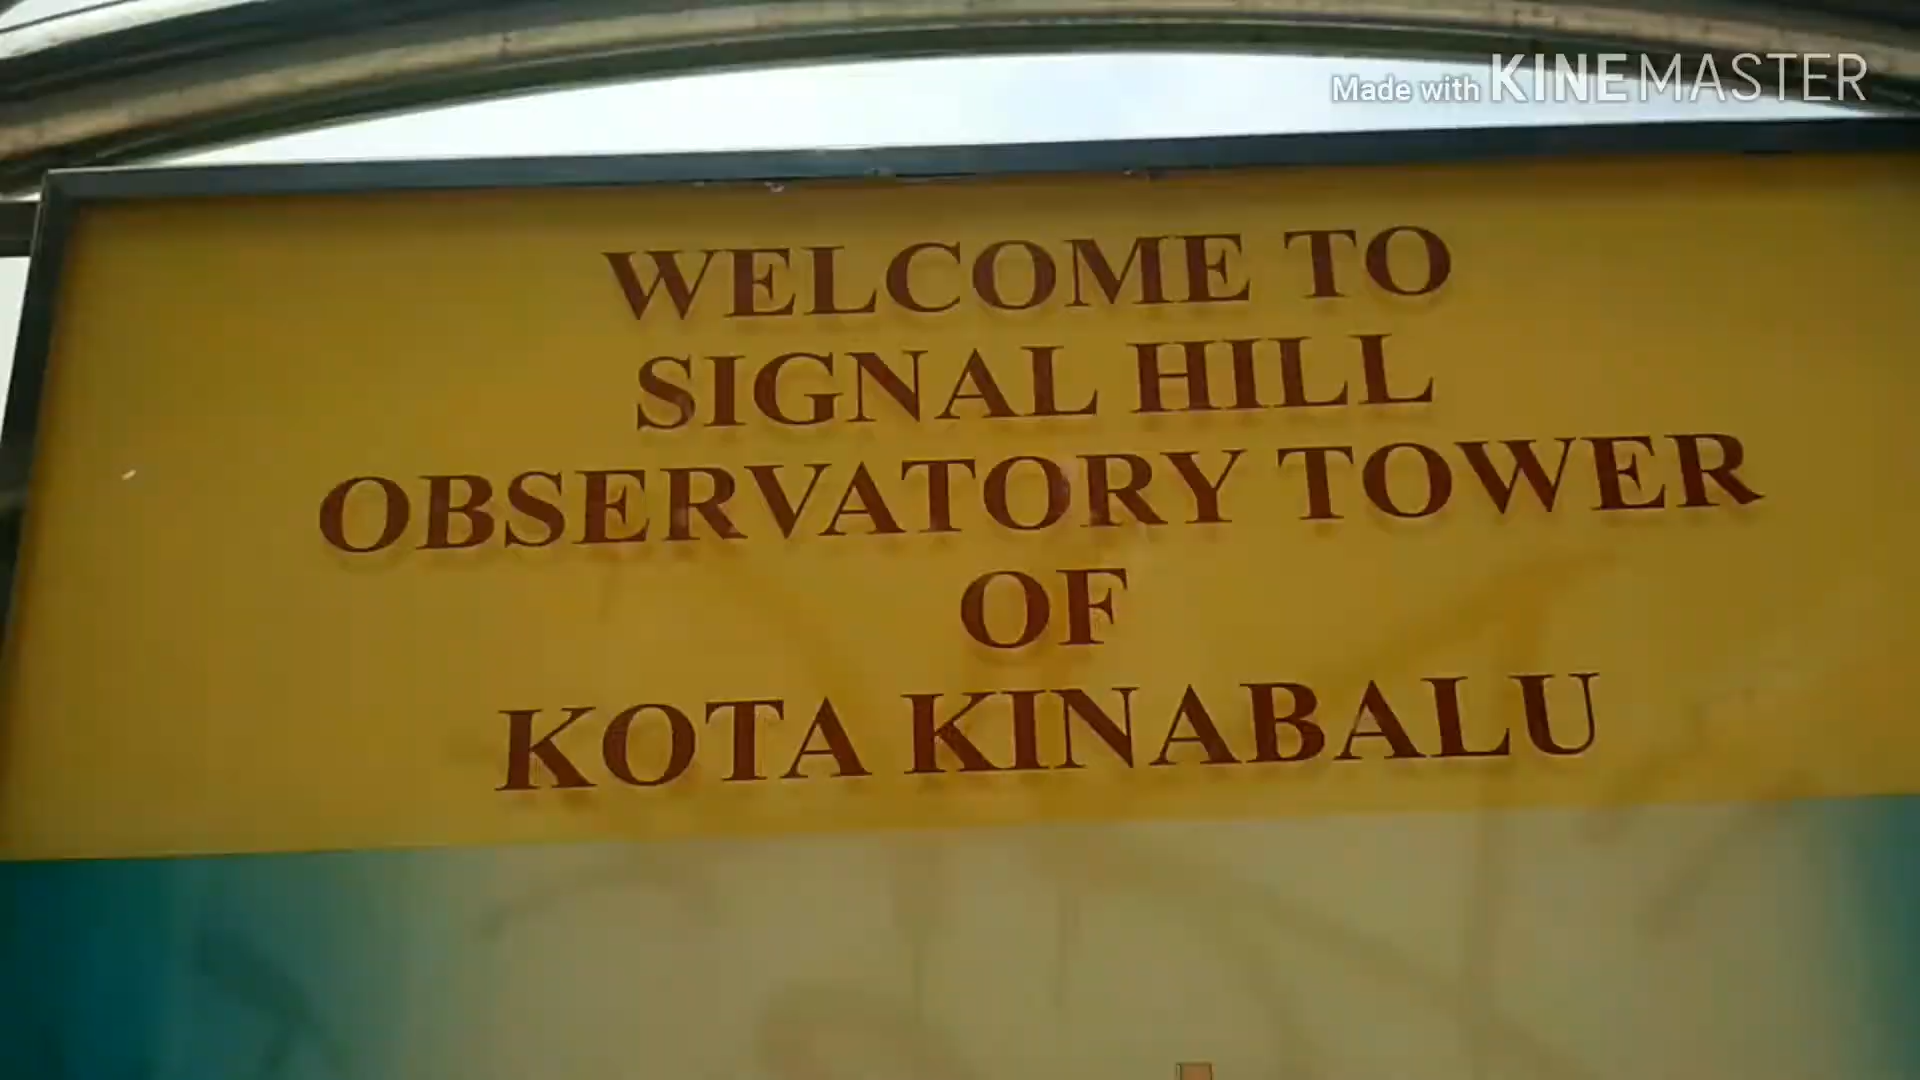 Made with KINEMASTER
WELCOME TO
SIGNAL HILL
OBSERVATORY TOWER
OF
KOTA KINABALU